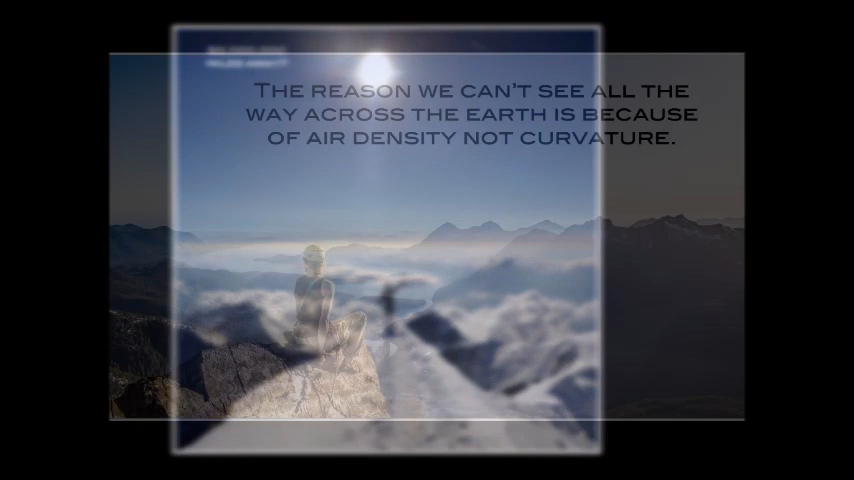 THE REASON WE CAN'T SEE ALL THE
WAY ACROSS THE EARTH IS BECAUSE
OF AIR DENSITY NOT CURVATURE.